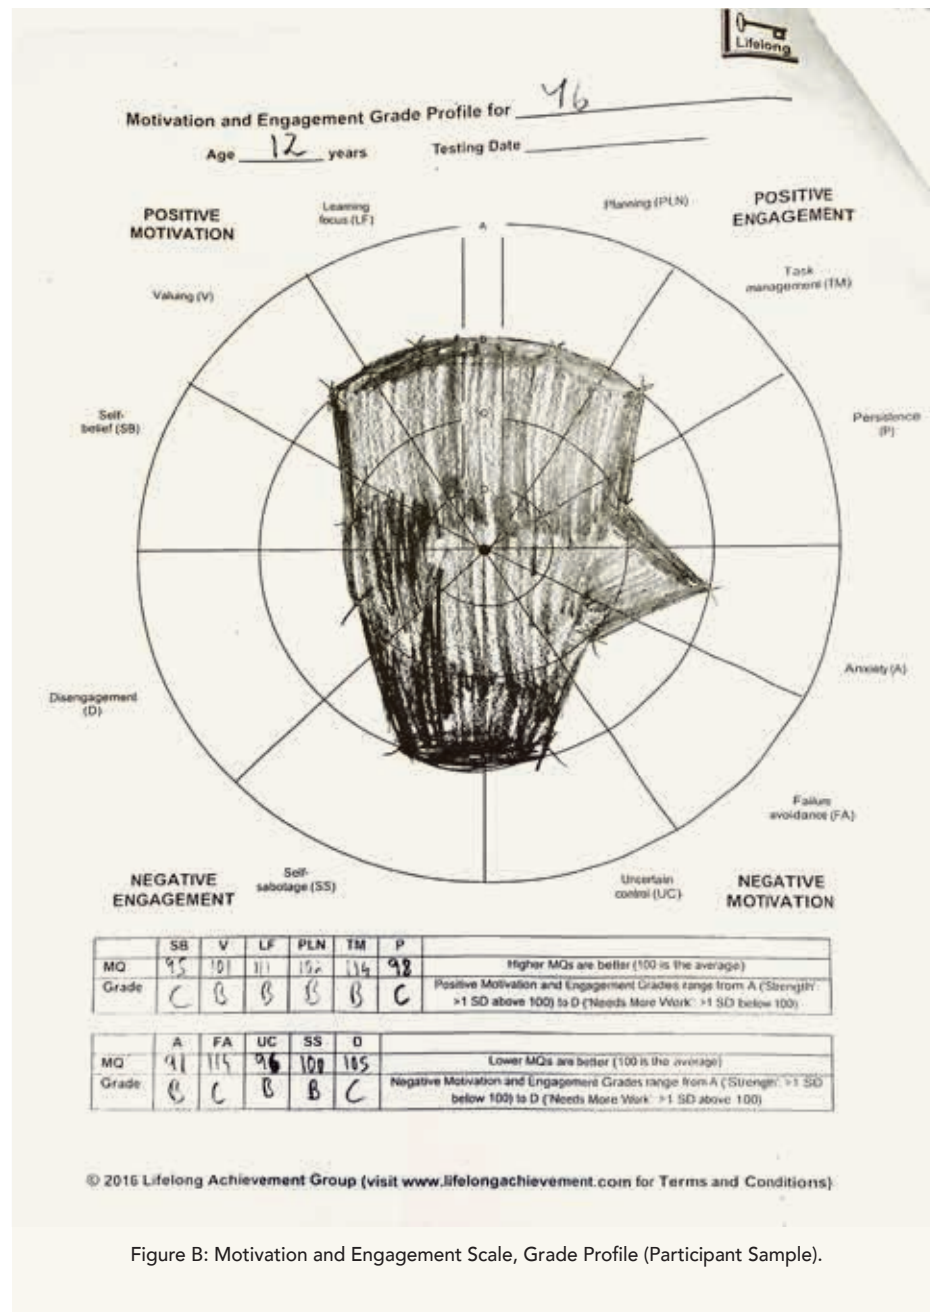 Lifelong
Motivation and Engagement Grade Profile for Y6
Age 12 years Testing Date
POSITIVE
MOTIVATION
Learning
focus (LF)
A
Planning (PLN)
POSITIVE
ENGAGEMENT
Valuing (V)
Task
management (TM)
B
Self-
belief (SB)
C
Persistence
(P)
D
Disengagement
(D)
Anxiety (A)
Failure
avoidance (FA)
NEGATIVE
ENGAGEMENT
Self-
sabotage (SS)
Uncertain
control (UC)
NEGATIVE
MOTIVATION
SB V LF PLN TM P
MQ 95 101 111 102 114 98 Higher MQs are better (100 is the average)
Grade C B B B B C Positive Motivation and Engagement Grades range from A ('Strength':
>1 SD above 100) to D ('Needs More Work': >1 SD below 100)
A FA UC SS D
MQ 91 115 96 100 105 Lower MQs are better (100 is the average)
Grade B C B B C Negative Motivation and Engagement Grades range from A ('Strength': >1 SD
below 100) to D ('Needs More Work': >1 SD above 100)
© 2016 Lifelong Achievement Group (visit www.lifelongachievement.com for Terms and Conditions)
Figure B: Motivation and Engagement Scale, Grade Profile (Participant Sample).